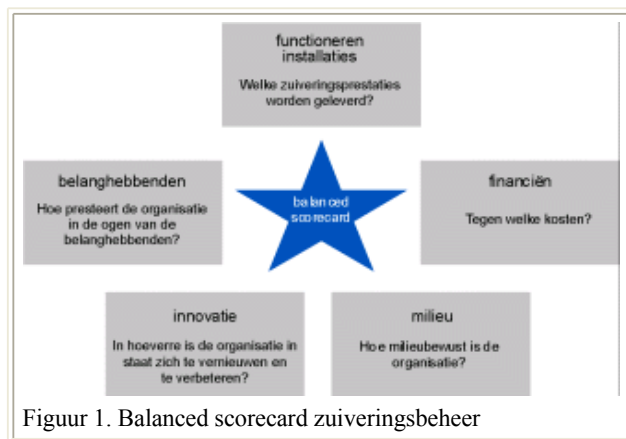 functioneren
installaties
Welke zuiveringsprestaties
worden geleverd?
belanghebbenden
Hoe presteert de organisatie
in de ogen van de
belanghebbenden?
balanced
scorecard
financiën
Tegen welke kosten?
innovatie
In hoeverre is de organisatie in
staat zich te vernieuwen en
te verbeteren?
milieu
Hoe milieubewust is de
organisatie?
Figuur 1. Balanced scorecard zuiveringsbeheer